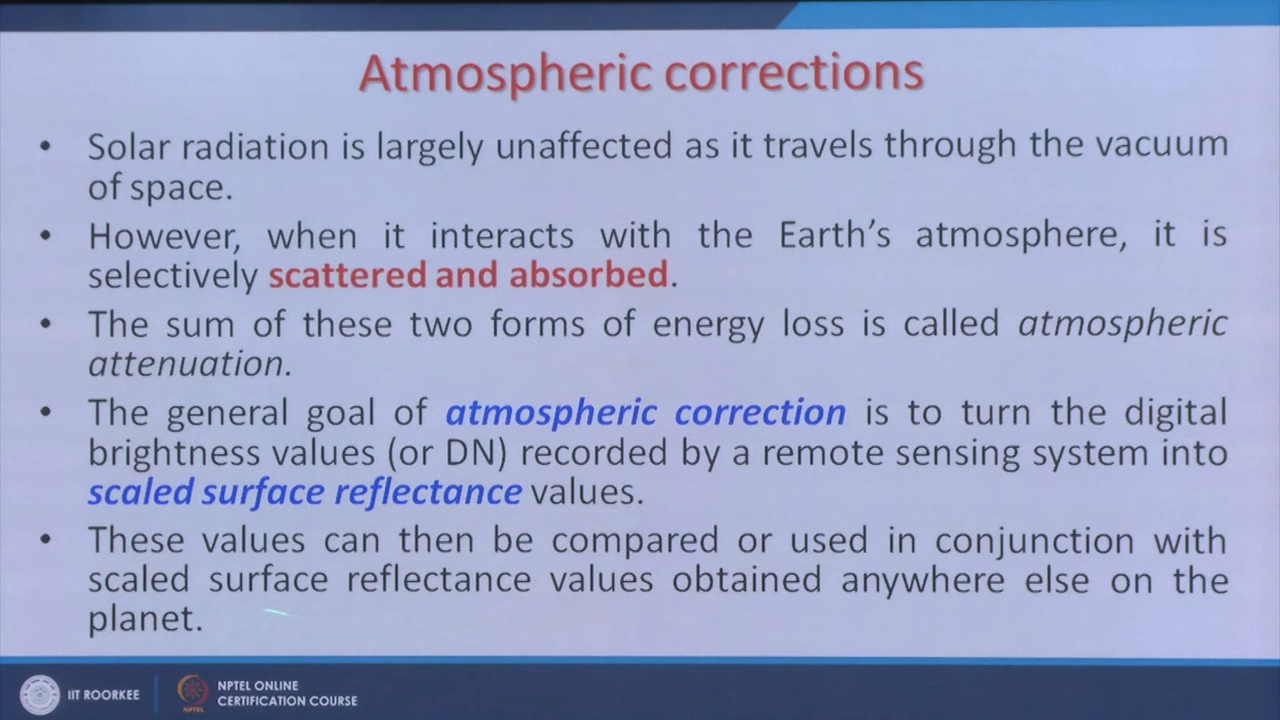 Atmospheric corrections
• Solar radiation is largely unaffected as it travels through the vacuum
of space.
• However, when it interacts with the Earth's atmosphere, it is
selectively scattered and absorbed.
• The sum of these two forms of energy loss is called atmospheric
attenuation.
• The general goal of atmospheric correction is to turn the digital
brightness values (or DN) recorded by a remote sensing system into
scaled surface reflectance values.
• These values can then be compared or used in conjunction with
scaled surface reflectance values obtained anywhere else on the
planet.
IIT ROORKEE
NPTEL
NPTEL ONLINE
CERTIFICATION COURSE